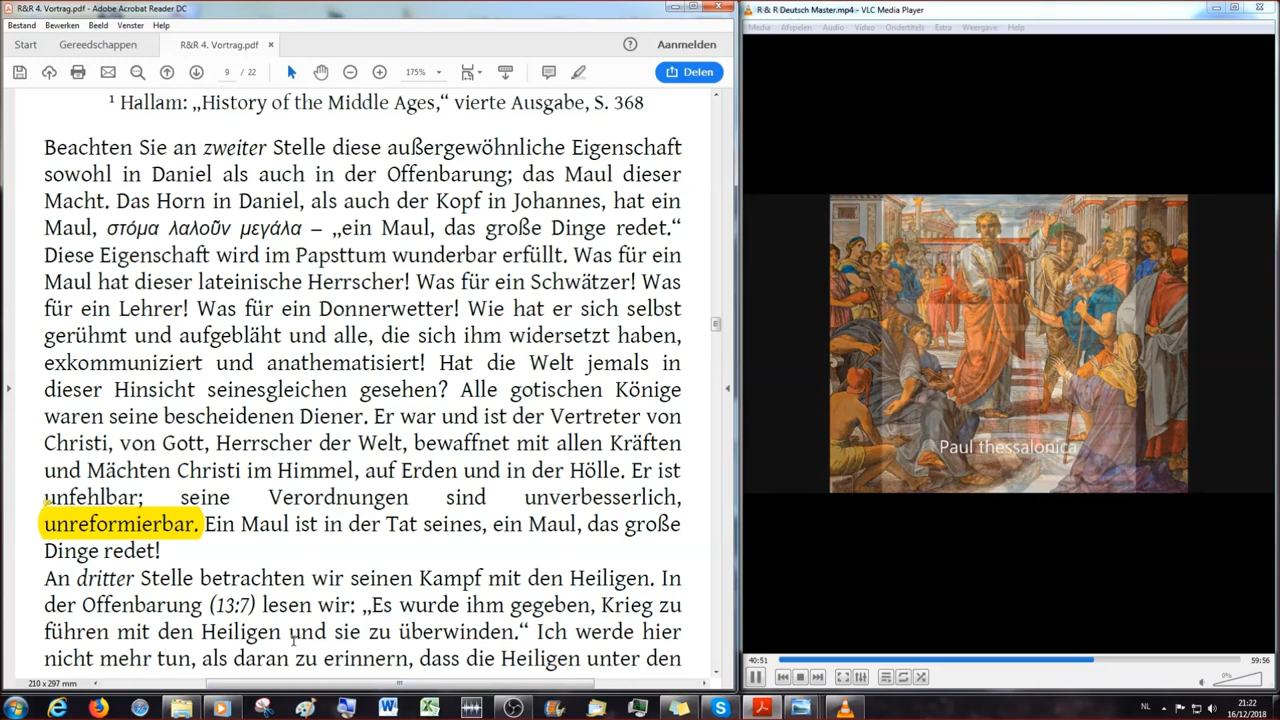 R&R 4. Vortrag.pdf - Adobe Acrobat Reader DC
Bestand Bewerken Beeld Venster Help
Start Gereedschappen R&R 4. Vortrag.pdf × Aanmelden
9 / 22 175% Delen
¹ Hallam: „History of the Middle Ages,“ vierte Ausgabe, S. 368
Beachten Sie an zweiter Stelle diese außergewöhnliche Eigenschaft
sowohl in Daniel als auch in der Offenbarung; das Maul dieser
Macht. Das Horn in Daniel, als auch der Kopf in Johannes, hat ein
Maul, στόμα λαλοῦν μεγάλα – „ein Maul, das große Dinge redet.“
Diese Eigenschaft wird im Papsttum wunderbar erfüllt. Was für ein
Maul hat dieser lateinische Herrscher! Was für ein Schwätzer! Was
für ein Lehrer! Was für ein Donnerwetter! Wie hat er sich selbst
gerühmt und aufgebläht und alle, die sich ihm widersetzt haben,
exkommuniziert und anathematisiert! Hat die Welt jemals in
dieser Hinsicht seinesgleichen gesehen? Alle gotischen Könige
waren seine bescheidenen Diener. Er war und ist der Vertreter von
Christi, von Gott, Herrscher der Welt, bewaffnet mit allen Kräften
und Mächten Christi im Himmel, auf Erden und in der Hölle. Er ist
unfehlbar; seine Verordnungen sind unverbesserlich,
unreformierbar. Ein Maul ist in der Tat seines, ein Maul, das große
Dinge redet!
An dritter Stelle betrachten wir seinen Kampf mit den Heiligen. In
der Offenbarung (13:7) lesen wir: „Es wurde ihm gegeben, Krieg zu
führen mit den Heiligen und sie zu überwinden.“ Ich werde hier
nicht mehr tun, als daran zu erinnern, dass die Heiligen unter den
210 x 297 mm
R & R Deutsch Master.mp4 - VLC Media Player
Media Afspelen Audio Video Ondertitels Extra Weergave Help
Paul thessalonica
40:51 59:56
0%
NL 21:22
16/12/2018